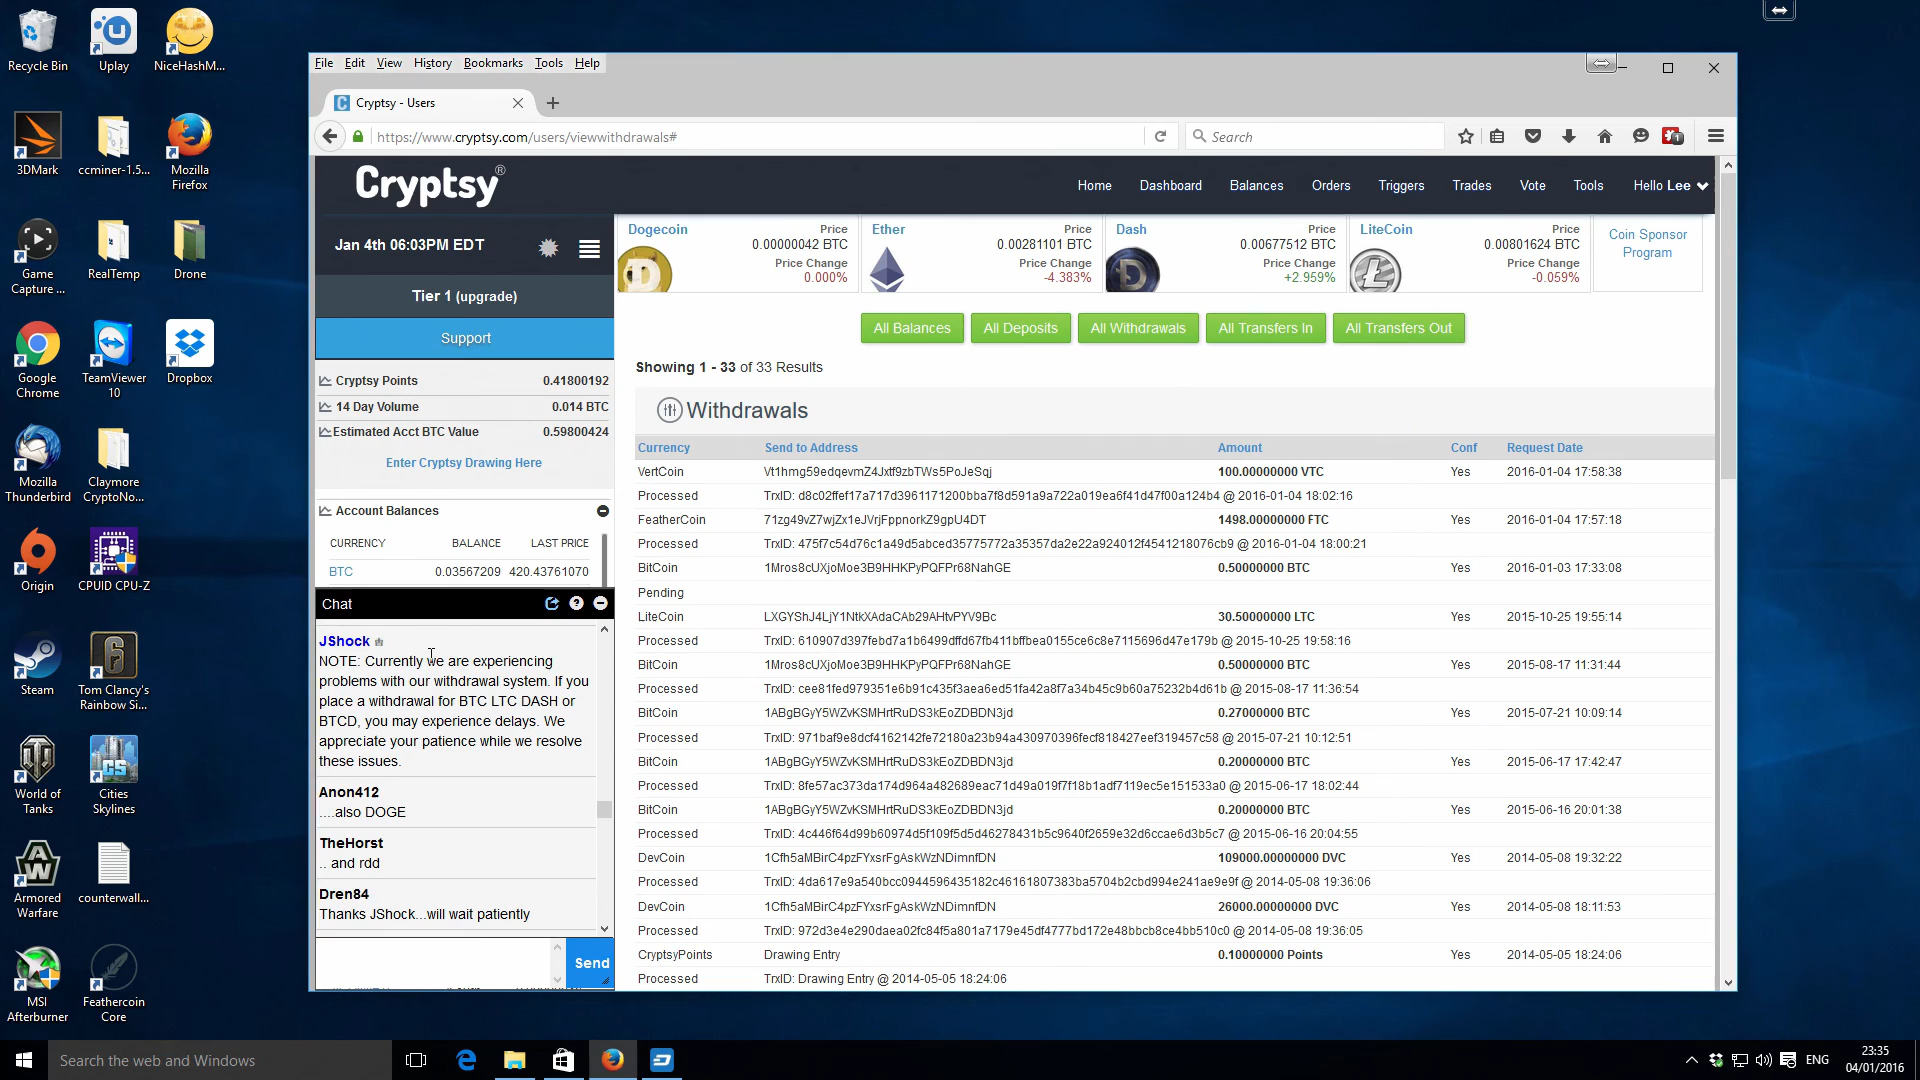 Recycle Bin
Uplay
NiceHashM...
3DMark
ccminer-1.5...
Mozilla Firefox
Game Capture ...
RealTemp
Drone
Google Chrome
TeamViewer 10
Dropbox
Mozilla Thunderbird
Claymore CryptoNo...
Origin
CPUID CPU-Z
Steam
Tom Clancy's Rainbow Si...
World of Tanks
Cities Skylines
Armored Warfare
counterwall...
MSI Afterburner
Feathercoin Core
File Edit View History Bookmarks Tools Help
Cryptsy - Users
https://www.cryptsy.com/users/viewwithdrawals#
Search
Cryptsy®
Home Dashboard Balances Orders Triggers Trades Vote Tools Hello Lee
Jan 4th 06:03PM EDT
Tier 1 (upgrade)
Support
Cryptsy Points 0.41800192
14 Day Volume 0.014 BTC
Estimated Acct BTC Value 0.59800424
Enter Cryptsy Drawing Here
Account Balances
CURRENCY BALANCE LAST PRICE
BTC 0.03567209 420.43761070
Chat
JShock
NOTE: Currently we are experiencing
problems with our withdrawal system. If you
place a withdrawal for BTC LTC DASH or
BTCD, you may experience delays. We
appreciate your patience while we resolve
these issues.
Anon412
....also DOGE
TheHorst
.. and rdd
Dren84
Thanks JShock...will wait patiently
Send
Dogecoin Price 0.00000042 BTC Price Change 0.000%
Ether Price 0.00281101 BTC Price Change -4.383%
Dash Price 0.00677512 BTC Price Change +2.959%
LiteCoin Price 0.00801624 BTC Price Change -0.059%
Coin Sponsor Program
All Balances All Deposits All Withdrawals All Transfers In All Transfers Out
Showing 1 - 33 of 33 Results
Withdrawals
Currency Send to Address Amount Conf Request Date
VertCoin Vt1hmg59edqevmZ4Jxtf9zbTWs5PoJeSqj 100.00000000 VTC Yes 2016-01-04 17:58:38
Processed TrxID: d8c02ffef17a717d3961171200bba7f8d591a9a722a019ea6f41d47f00a124b4 @ 2016-01-04 18:02:16
FeatherCoin 71zg49vZ7wjZx1eJVrjFppnorkZ9gpU4DT 1498.00000000 FTC Yes 2016-01-04 17:57:18
Processed TrxID: 475f7c54d76c1a49d5abced35775772a35357da2e22a924012f4541218076cb9 @ 2016-01-04 18:00:21
BitCoin 1Mros8cUXjoMoe3B9HHKPyPQFPr68NahGE 0.50000000 BTC Yes 2016-01-03 17:33:08
Pending
LiteCoin LXGYShJ4LjY1NtkXAdaCAb29AHtvPYV9Bc 30.50000000 LTC Yes 2015-10-25 19:55:14
Processed TrxID: 610907d397febd7a1b6499dffd67fb411bffbea0155ce6c8e7115696d47e179b @ 2015-10-25 19:58:16
BitCoin 1Mros8cUXjoMoe3B9HHKPyPQFPr68NahGE 0.50000000 BTC Yes 2015-08-17 11:31:44
Processed TrxID: cee81fed979351e6b91c435f3aea6ed51fa42a8f7a34b45c9b60a75232b4d61b @ 2015-08-17 11:36:54
BitCoin 1ABgBGyY5WZvKSMHrtRuDS3kEoZDBDN3jd 0.27000000 BTC Yes 2015-07-21 10:09:14
Processed TrxID: 971baf9e8dcf4162142fe72180a23b94a430970396fecf818427eef319457c58 @ 2015-07-21 10:12:51
BitCoin 1ABgBGyY5WZvKSMHrtRuDS3kEoZDBDN3jd 0.20000000 BTC Yes 2015-06-17 17:42:47
Processed TrxID: 8fe57ac373da174d964a482689eac71d49a019f7f18b1adf7119ec5e151533a0 @ 2015-06-17 18:02:44
BitCoin 1ABgBGyY5WZvKSMHrtRuDS3kEoZDBDN3jd 0.20000000 BTC Yes 2015-06-16 20:01:38
Processed TrxID: 4c446f64d99b60974d5f109f5d5d46278431b5c9640f2659e32d6ccae6d3b5c7 @ 2015-06-16 20:04:55
DevCoin 1Cfh5aMBirC4pzFYxsrFgAskWzNDimnfDN 109000.00000000 DVC Yes 2014-05-08 19:32:22
Processed TrxID: 4da617e9a540bcc0944596435182c46161807383ba5704b2cbd994e241ae9e9f @ 2014-05-08 19:36:06
DevCoin 1Cfh5aMBirC4pzFYxsrFgAskWzNDimnfDN 26000.00000000 DVC Yes 2014-05-08 18:11:53
Processed TrxID: 972d3e4e290daea02fc84f5a801a7179e45df4777bd172e48bbcb8ce4bb510c0 @ 2014-05-08 19:36:05
CryptsyPoints Drawing Entry 0.10000000 Points Yes 2014-05-05 18:24:06
Processed TrxID: Drawing Entry @ 2014-05-05 18:24:06
Search the web and Windows
ENG
23:35
04/01/2016